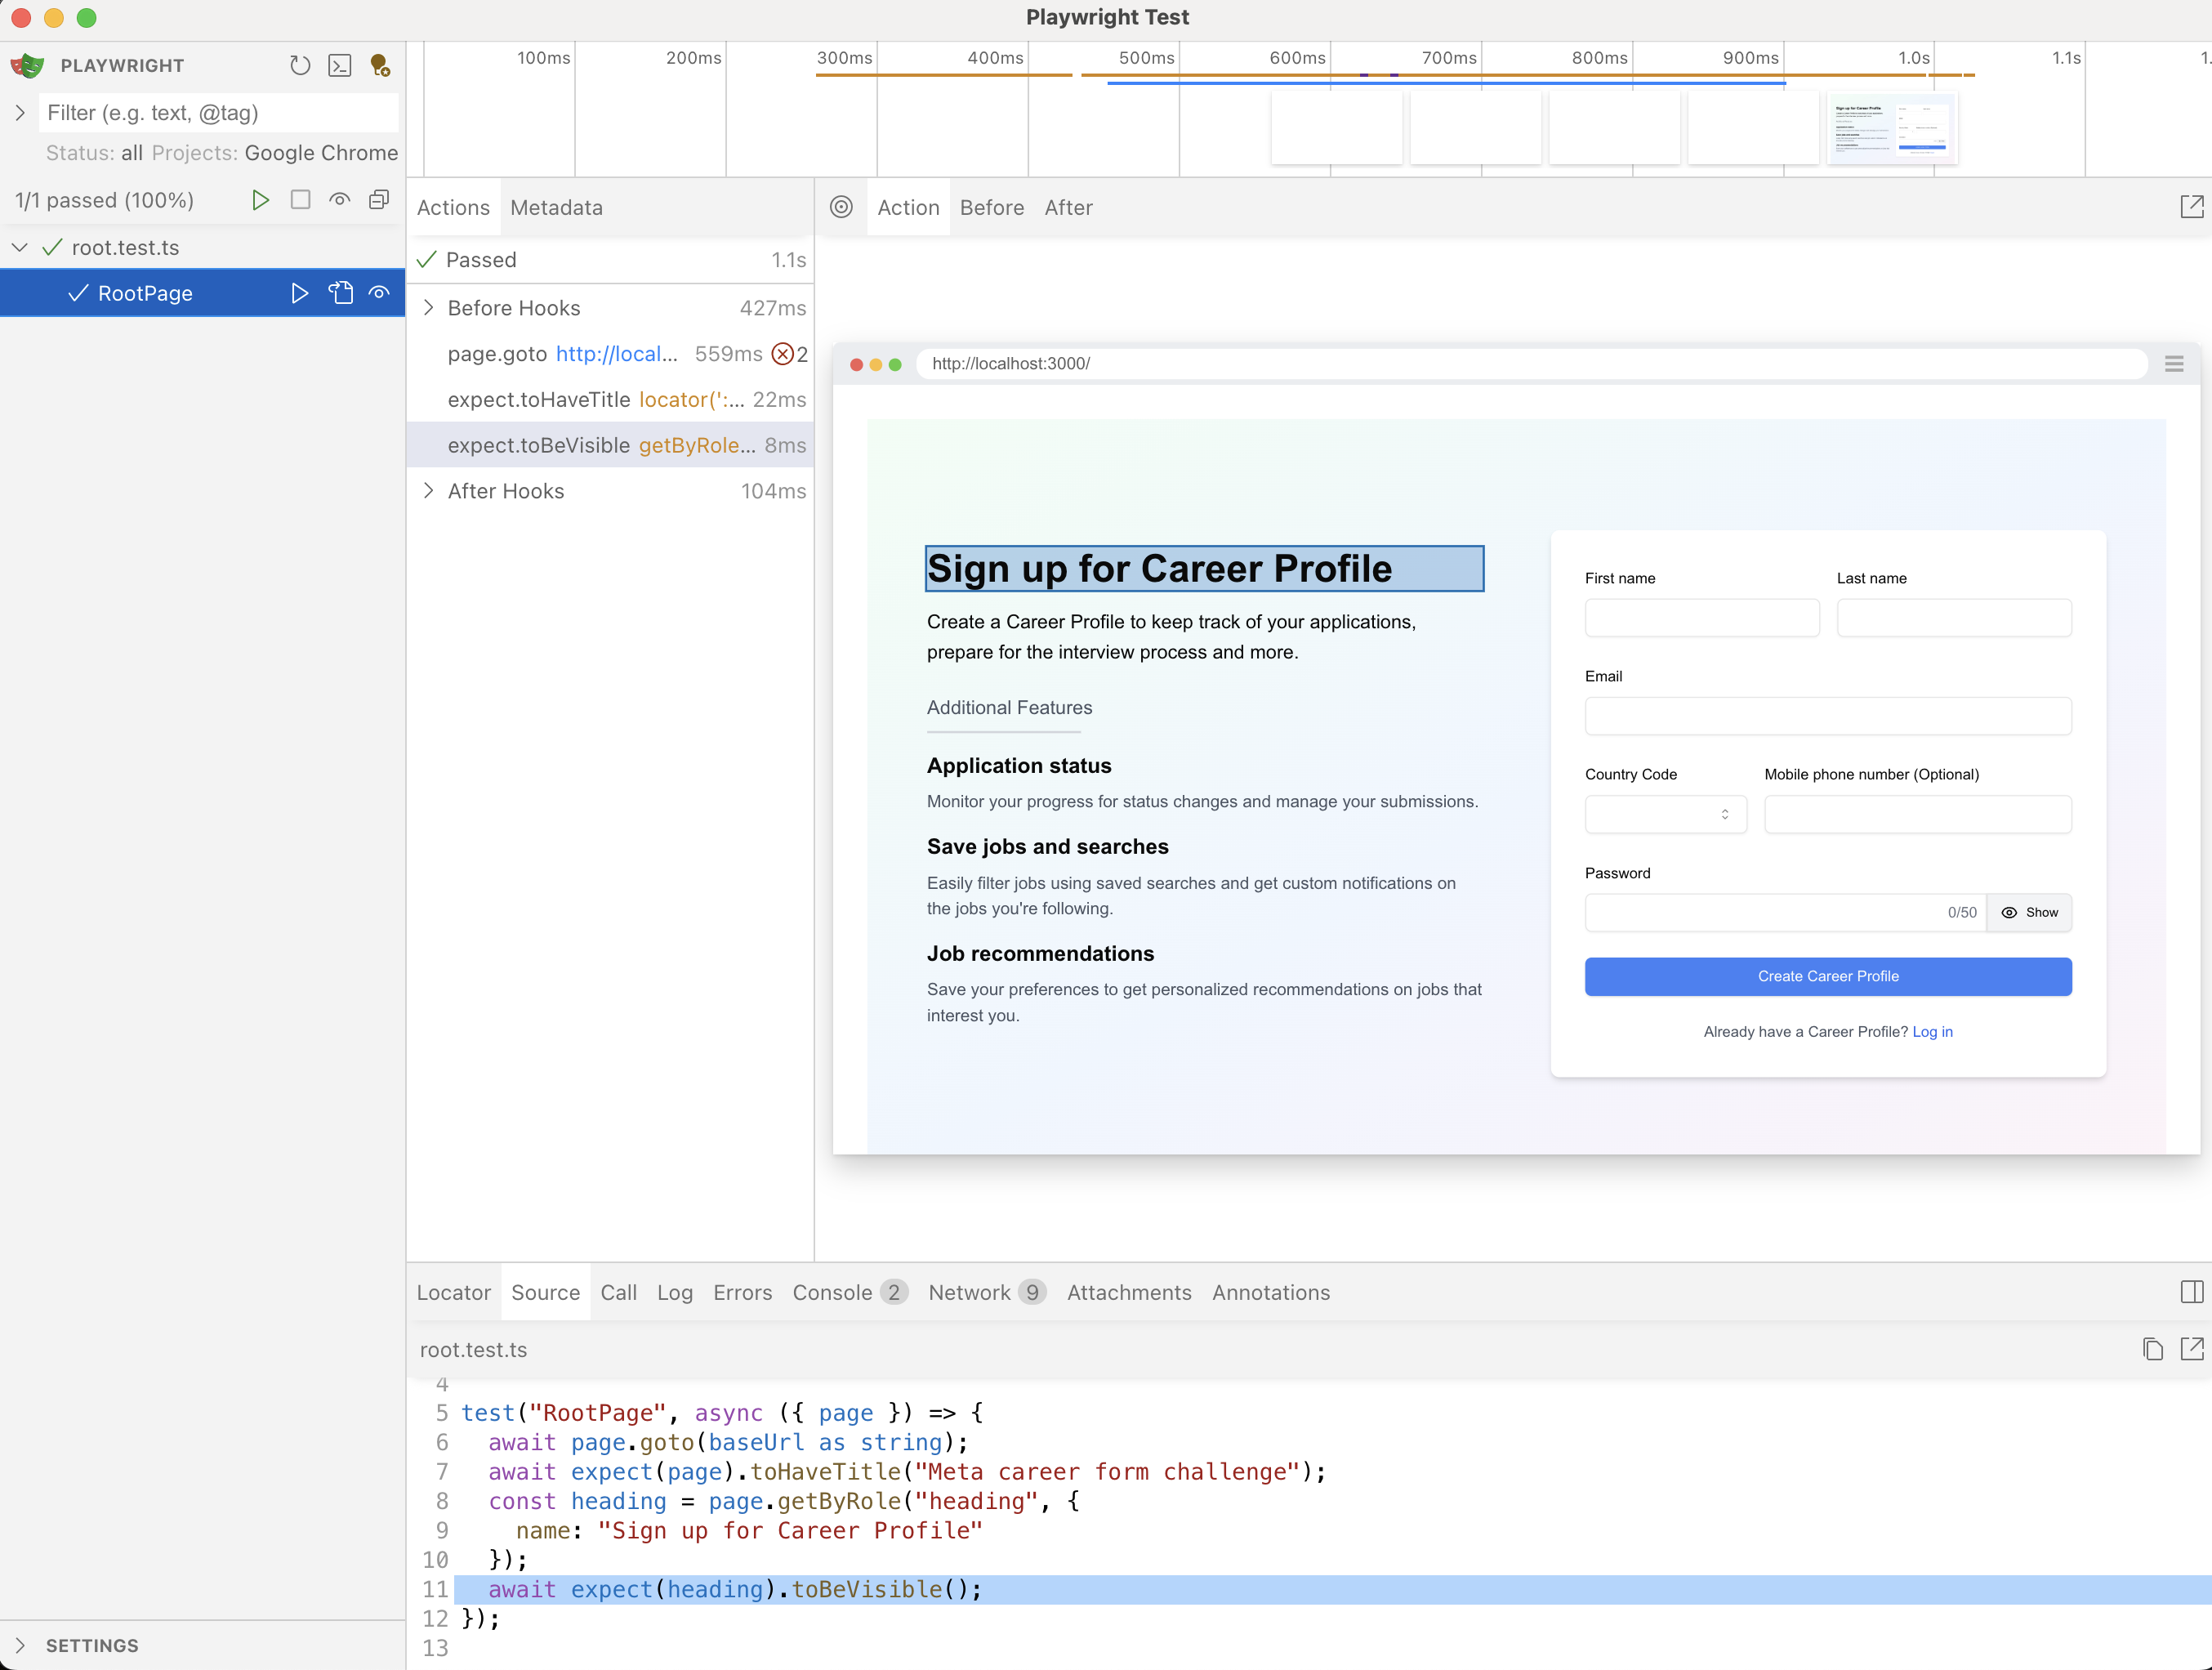 Playwright Test
PLAYWRIGHT
Filter (e.g. text, @tag)
Status: all Projects: Google Chrome
1/1 passed (100%)
root.test.ts
RootPage
SETTINGS
100ms 200ms 300ms 400ms 500ms 600ms 700ms 800ms 900ms 1.0s 1.1s 1.
Sign up for Career Profile
Actions Metadata
Passed 1.1s
Before Hooks 427ms
page.goto http://local... 559ms 2
expect.toHaveTitle locator(':... 22ms
expect.toBeVisible getByRole... 8ms
After Hooks 104ms
Action Before After
http://localhost:3000/
Sign up for Career Profile
Create a Career Profile to keep track of your applications,
prepare for the interview process and more.
Additional Features
Application status
Monitor your progress for status changes and manage your submissions.
Save jobs and searches
Easily filter jobs using saved searches and get custom notifications on
the jobs you're following.
Job recommendations
Save your preferences to get personalized recommendations on jobs that
interest you.
First name Last name
Email
Country Code Mobile phone number (Optional)
Password
0/50 Show
Create Career Profile
Already have a Career Profile? Log in
Locator Source Call Log Errors Console 2 Network 9 Attachments Annotations
root.test.ts
4
5 test("RootPage", async ({ page }) => {
6 await page.goto(baseUrl as string);
7 await expect(page).toHaveTitle("Meta career form challenge");
8 const heading = page.getByRole("heading", {
9 name: "Sign up for Career Profile"
10 });
11 await expect(heading).toBeVisible();
12 });
13